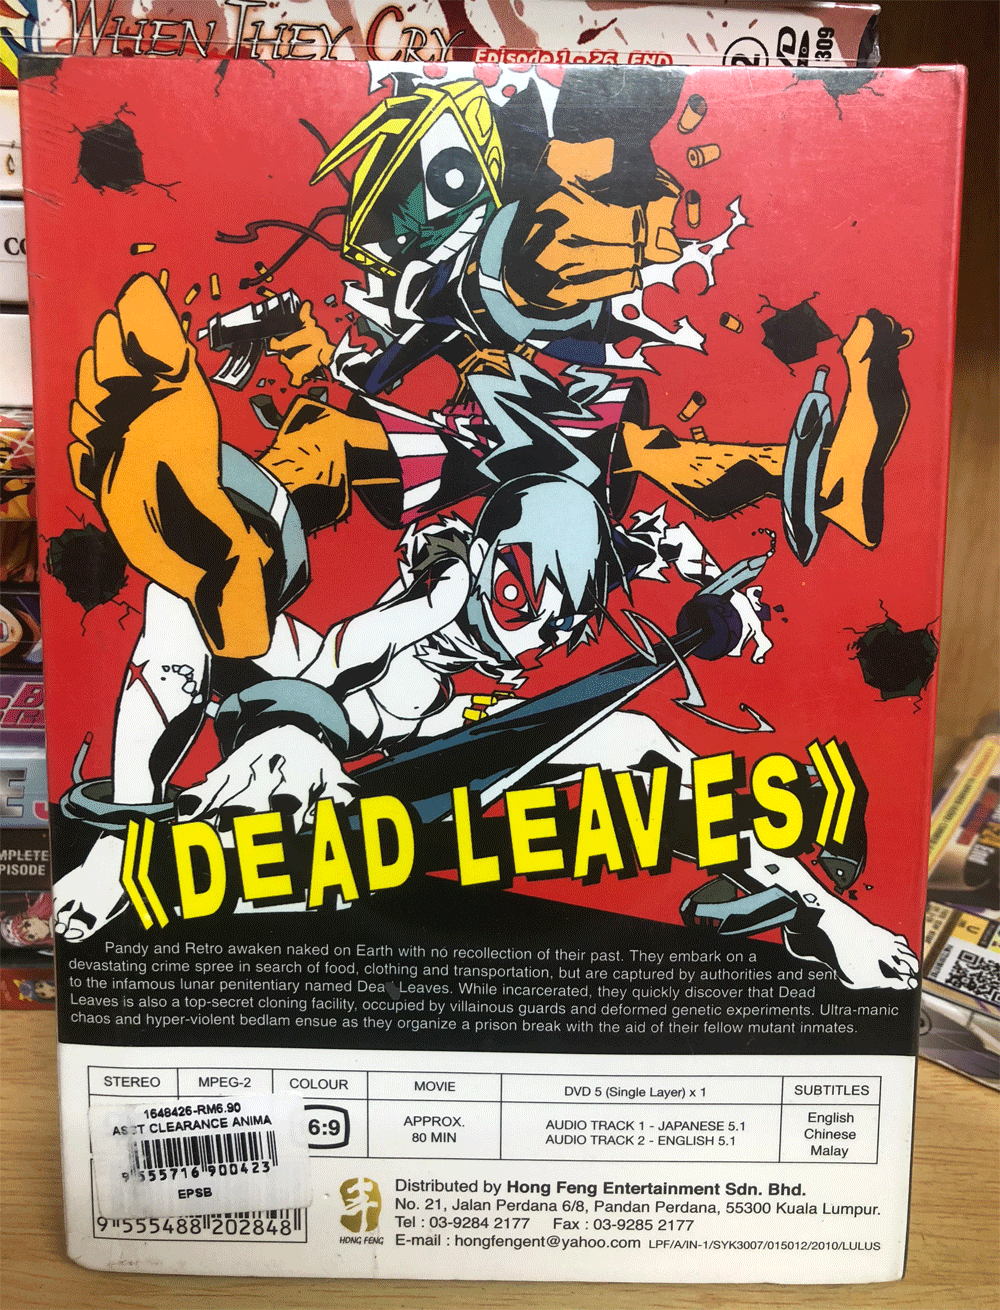 WHEN THEY CRY
Episode 1-26 END
309
《DEAD LEAVES》
Pandy and Retro awaken naked on Earth with no recollection of their past. They embark on a
devastating crime spree in search of food, clothing and transportation, but are captured by authorities and sent
to the infamous lunar penitentiary named Dea Leaves. While incarcerated, they quickly discover that Dead
Leaves is also a top-secret cloning facility, occupied by villainous guards and deformed genetic experiments. Ultra-manic
chaos and hyper-violent bedlam ensue as they organize a prison break with the aid of their fellow mutant inmates.
MPLETE
PISODE
STEREO MPEG-2 COLOUR MOVIE DVD 5 (Single Layer) x 1 SUBTITLES
6:9
APPROX.
80 MIN
AUDIO TRACK 1 - JAPANESE 5.1
AUDIO TRACK 2 - ENGLISH 5.1
English
Chinese
Malay
1648426-RM6.90
CLEARANCE ANIMA
9 555716 900423
EPSB
9 555488 202848
HONG FENG
Distributed by Hong Feng Entertainment Sdn. Bhd.
No. 21, Jalan Perdana 6/8, Pandan Perdana, 55300 Kuala Lumpur.
Tel : 03-9284 2177 Fax : 03-9285 2177
E-mail : hongfengent@yahoo.com LPF/A/IN-1/SYK3007/015012/2010/LULUS